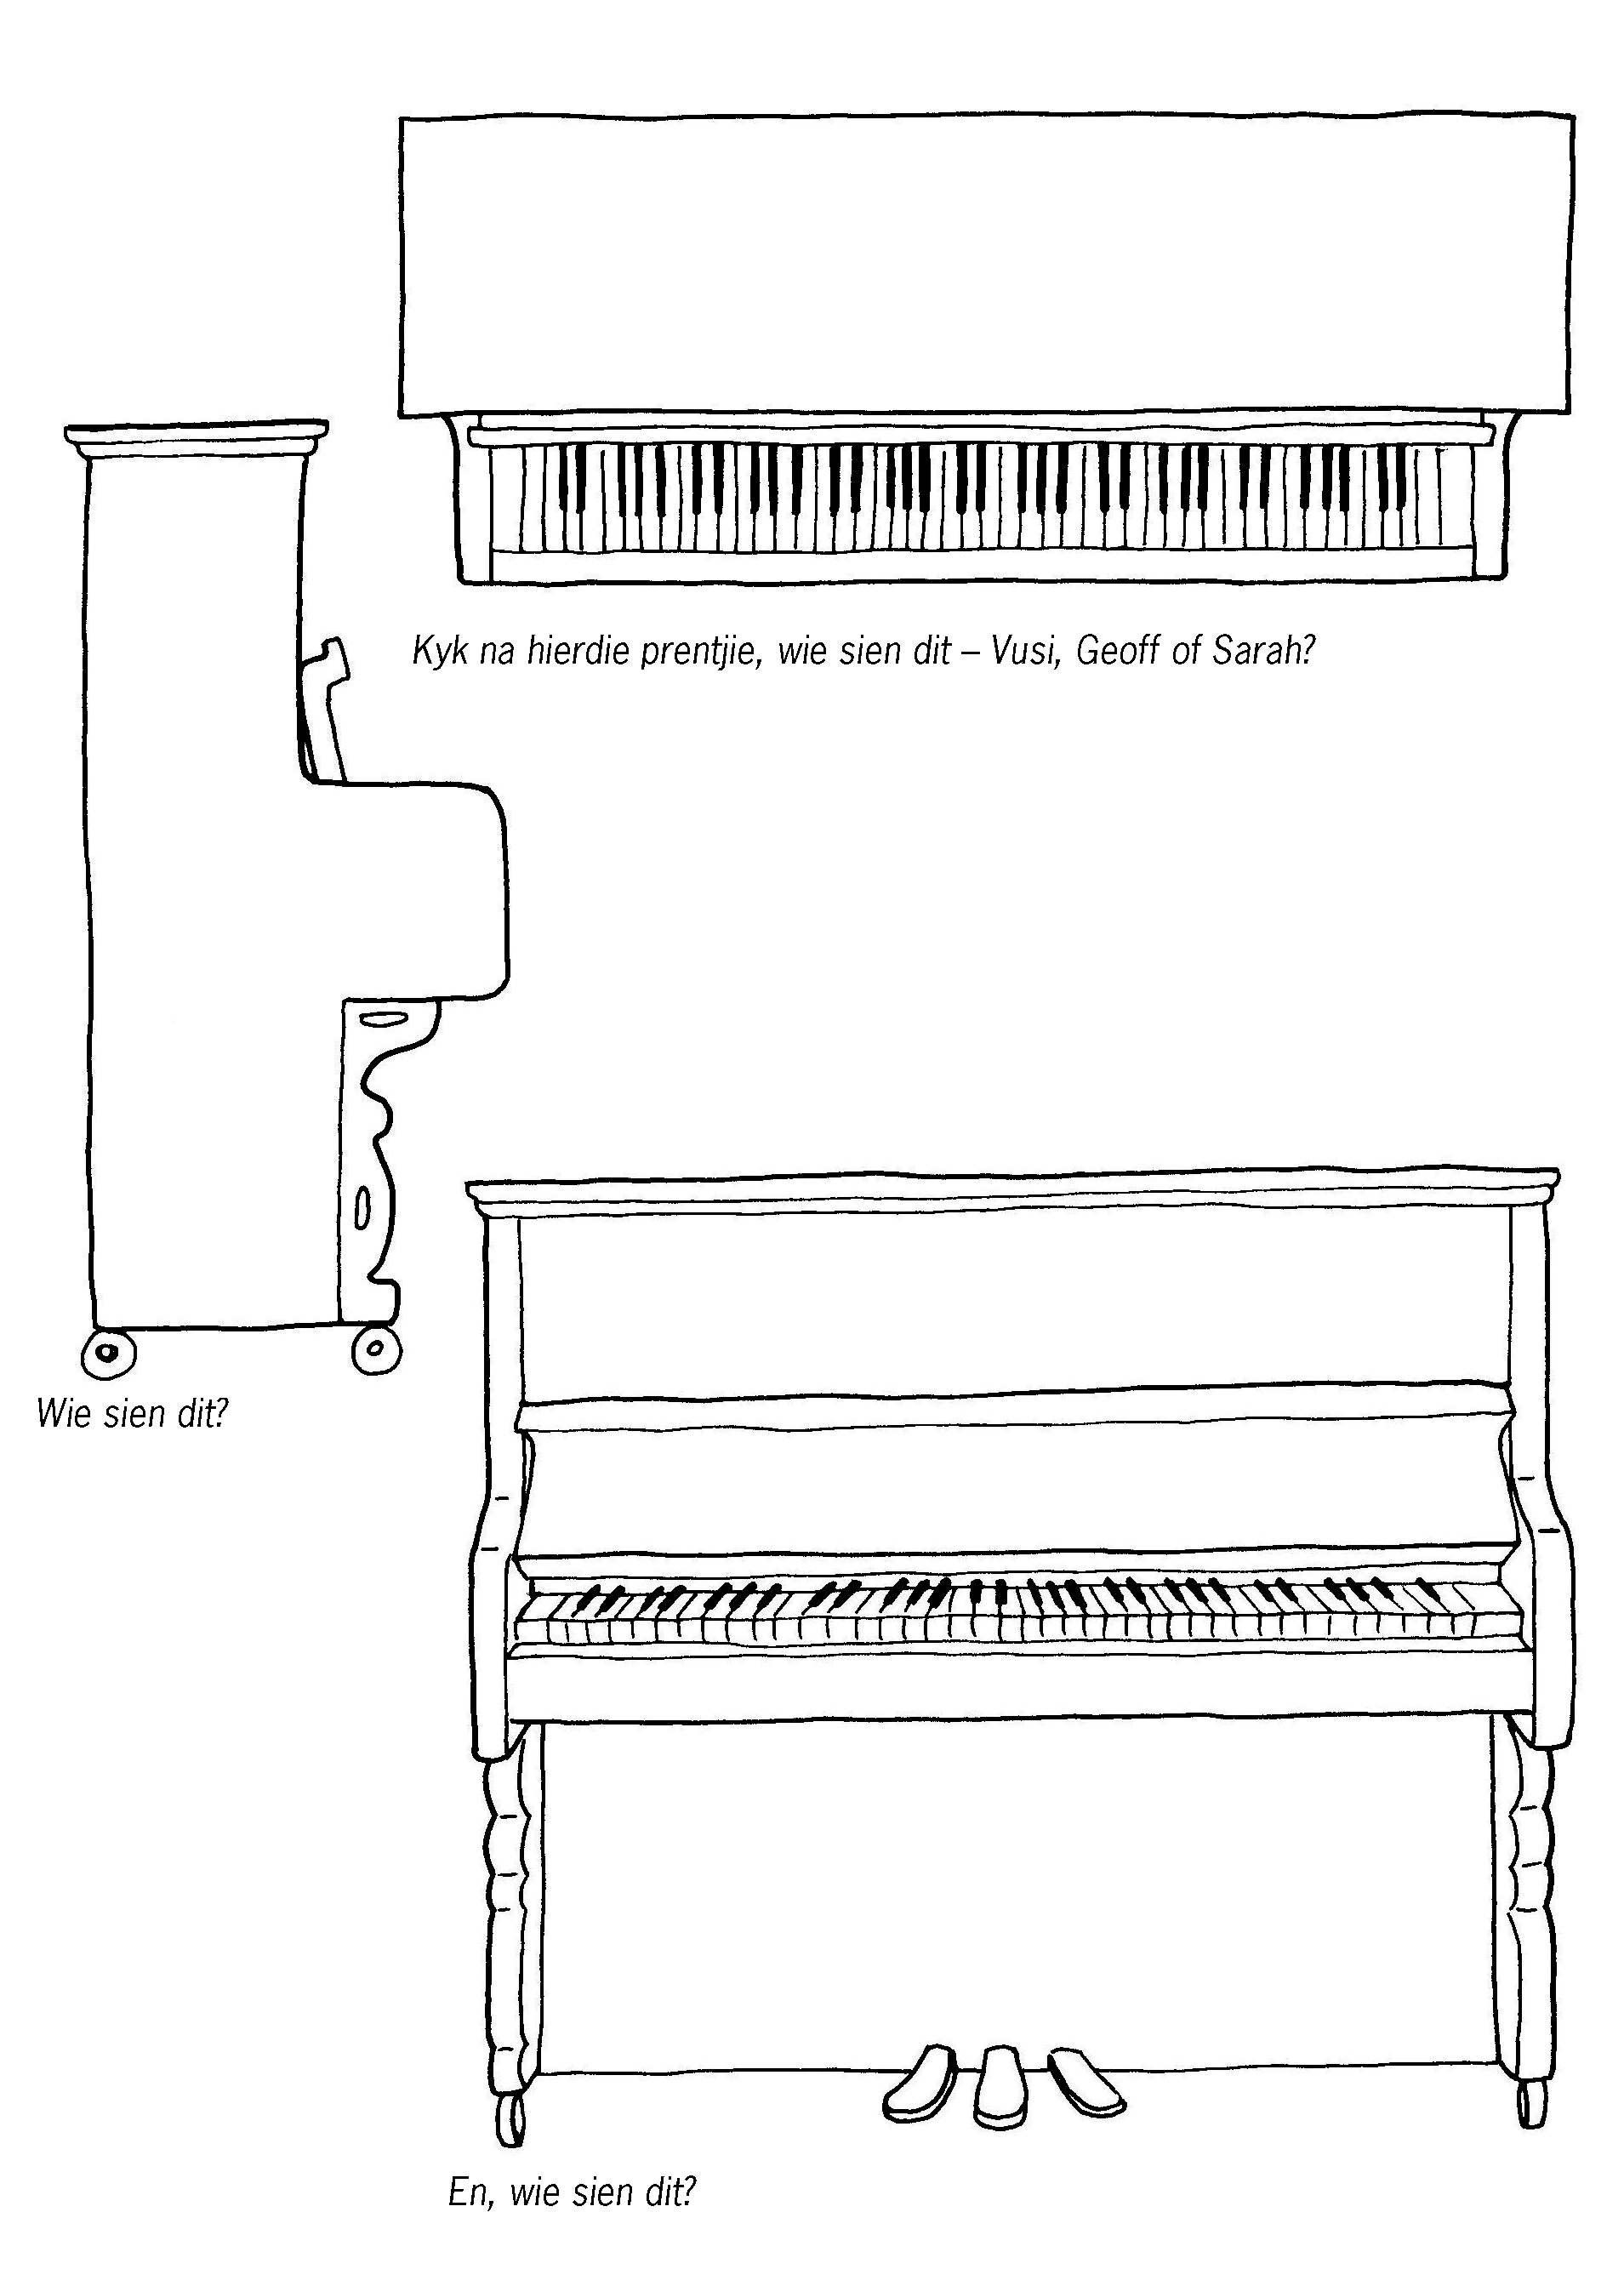 Kyk na hierdie prentjie, wie sien dit – Vusi, Geoff of Sarah?
Wie sien dit?
En, wie sien dit?